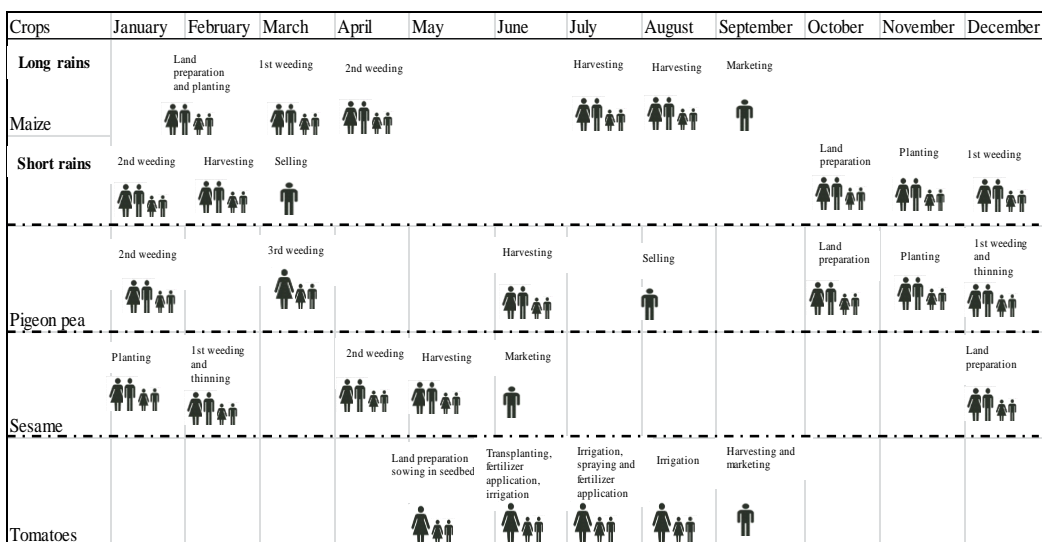 Crops January February March April May June July August September October November December
Long rains
Land
preparation
and planting
1st weeding
2nd weeding
Harvesting
Harvesting
Marketing
Maize
Short rains
2nd weeding
Harvesting
Selling
Land
preparation
Planting
1st weeding
2nd weeding
3rd weeding
Harvesting
Selling
Land
preparation
Planting
1st weeding
and
thinning
Pigeon pea
Planting
1st weeding
and
thinning
2nd weeding
Harvesting
Marketing
Land
preparation
Sesame
Land preparation
sowing in seedbed
Transplanting,
fertilizer
application,
irrigation
Irrigation,
spraying and
fertilizer
application
Irrigation
Harvesting and
marketing
Tomatoes